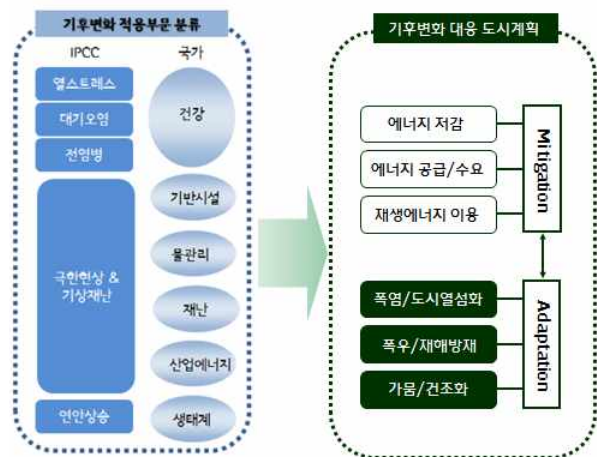 기후변화 적용부문 분류
IPCC
국가
열스트레스
대기오염
전염병
극한현상 &
기상재난
연안상승
건강
기반시설
물관리
재난
산업에너지
생태계
기후변화 대응 도시계획
에너지 저감
에너지 공급/수요
재생에너지 이용
Mitigation
폭염/도시열섬화
폭우/재해방재
가뭄/건조화
Adaptation